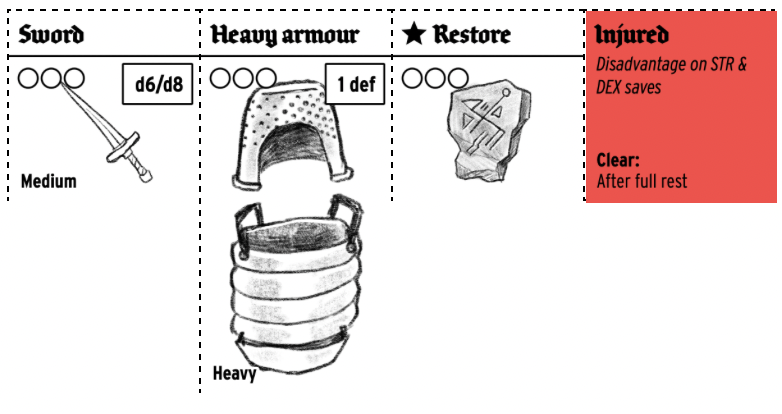 Sword
d6/d8
Medium
Heavy armour
1 def
Heavy
★ Restore
Injured
Disadvantage on STR &
DEX saves
Clear:
After full rest